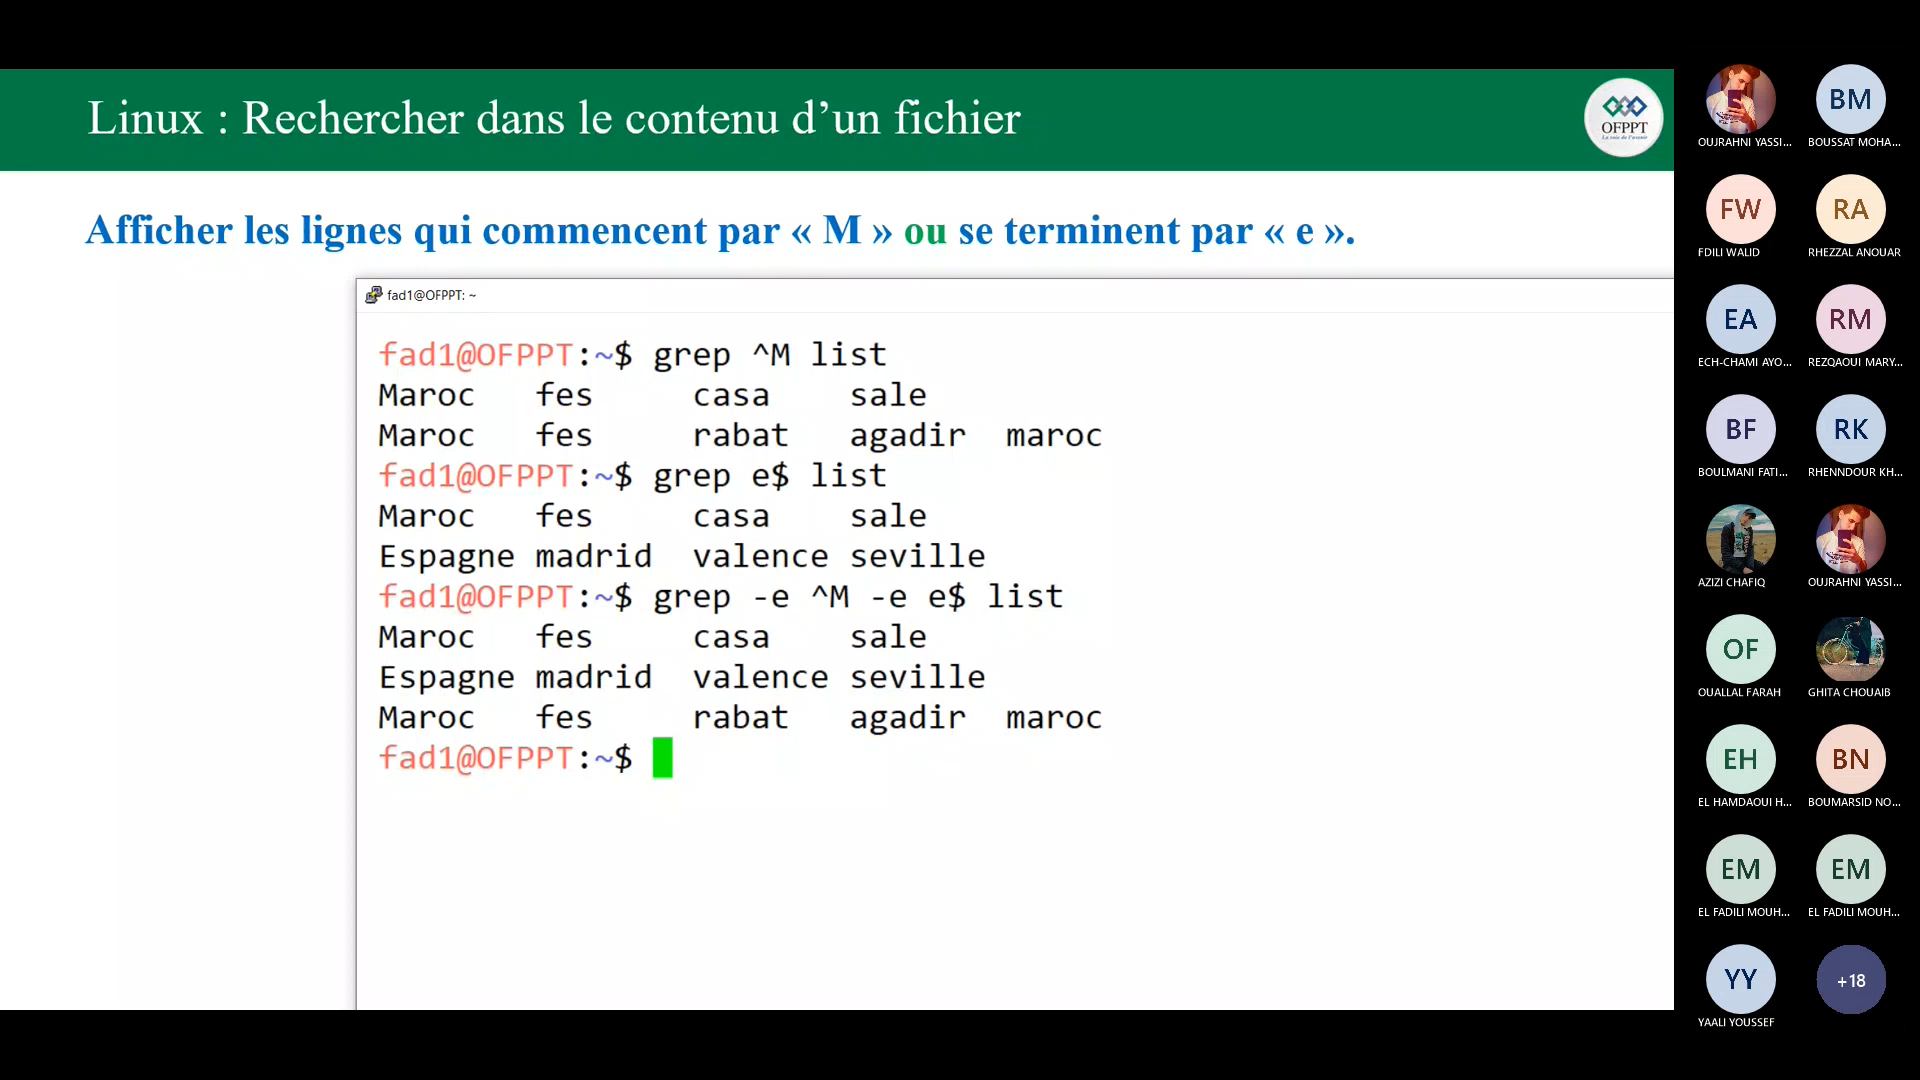 Linux : Rechercher dans le contenu d’un fichier
OFPPT
La voie de l'avenir
Afficher les lignes qui commencent par « M » ou se terminent par « e ».
fad1@OFPPT: ~
fad1@OFPPT:~$ grep ^M list
Maroc fes casa sale
Maroc fes rabat agadir maroc
fad1@OFPPT:~$ grep e$ list
Maroc fes casa sale
Espagne madrid valence seville
fad1@OFPPT:~$ grep -e ^M -e e$ list
Maroc fes casa sale
Espagne madrid valence seville
Maroc fes rabat agadir maroc
fad1@OFPPT:~$
BM
OUJRAHNI YASSI... BOUSSAT MOHA...
FW RA
FDILI WALID RHEZZAL ANOUAR
EA RM
ECH-CHAMI AYO... REZQAOUI MARY...
BF RK
BOULMANI FATI... RHENNDOUR KH...
AZIZI CHAFIQ OUJRAHNI YASSI...
OF
OUALLAL FARAH GHITA CHOUAIB
EH BN
EL HAMDAOUI H... BOUMARSID NO...
EM EM
EL FADILI MOUH... EL FADILI MOUH...
YY +18
YAALI YOUSSEF